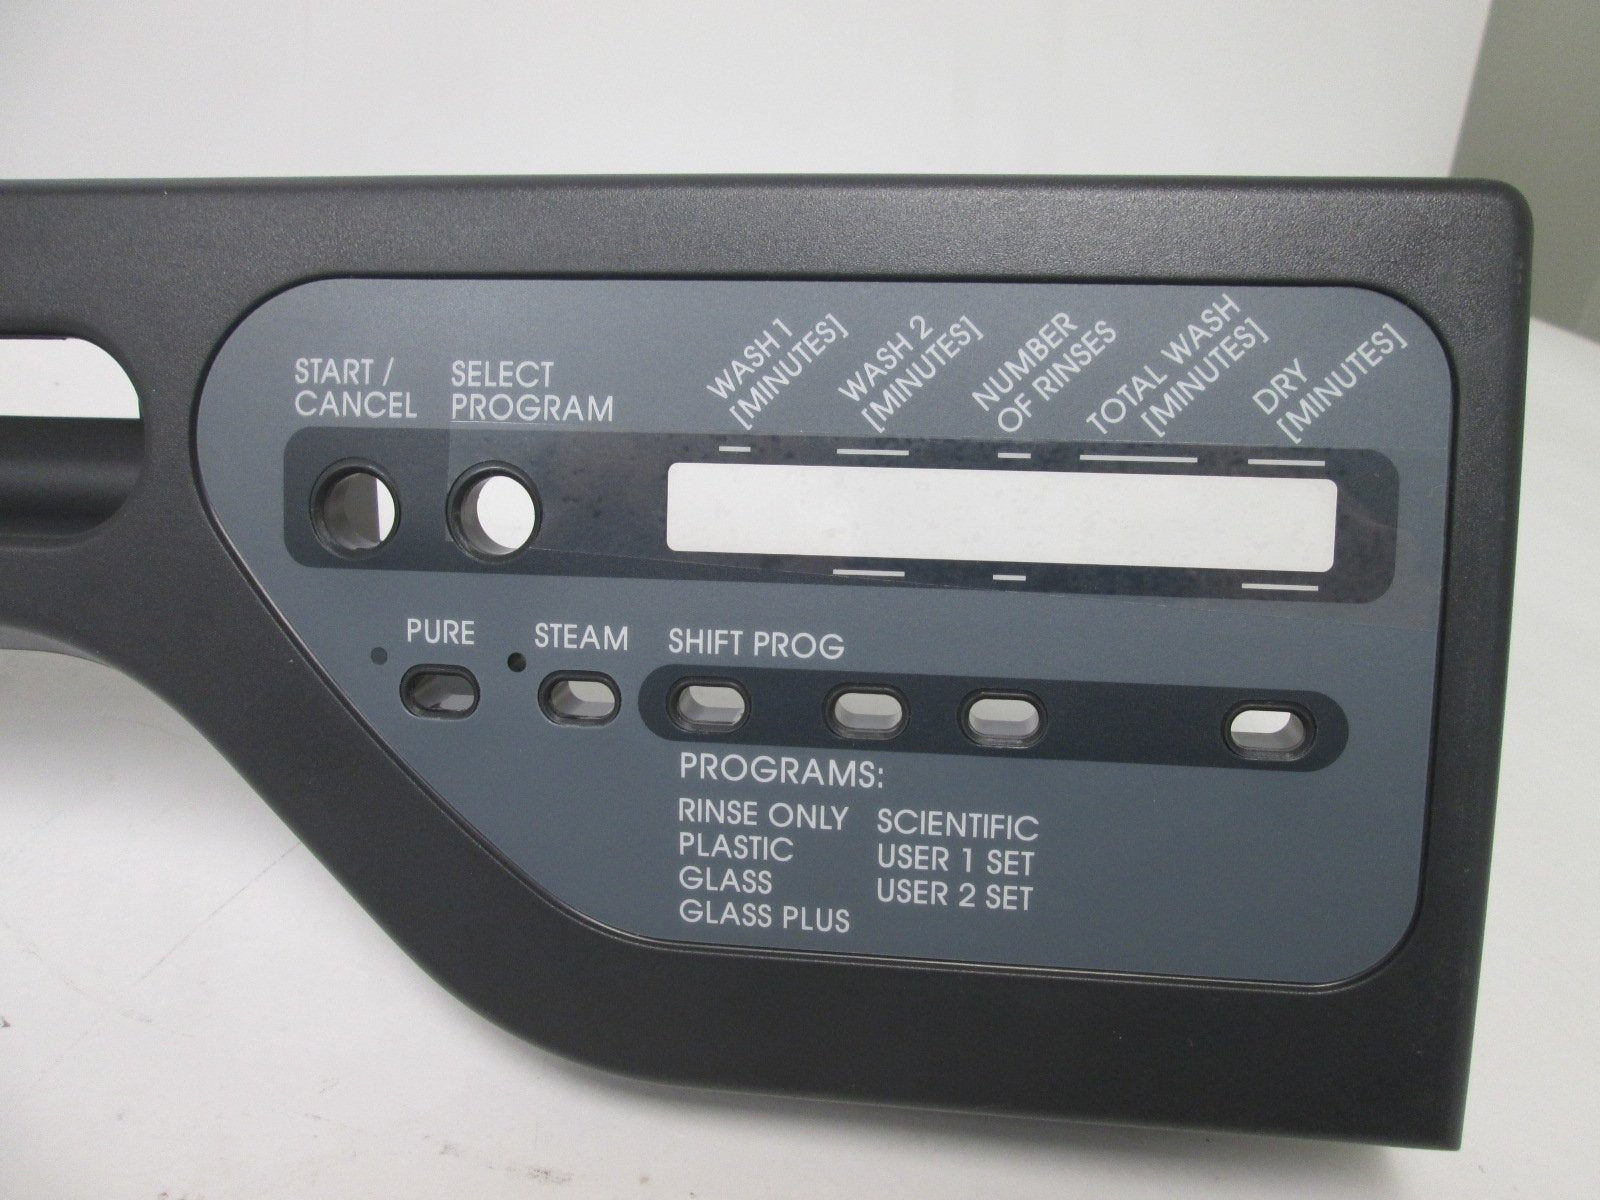 START /
CANCEL
SELECT
PROGRAM
WASH 1
[MINUTES]
WASH 2
[MINUTES]
NUMBER
OF RINSES
TOTAL WASH
[MINUTES]
DRY
[MINUTES]
PURE
STEAM
SHIFT PROG
PROGRAMS:
RINSE ONLY
PLASTIC
GLASS
GLASS PLUS
SCIENTIFIC
USER 1 SET
USER 2 SET